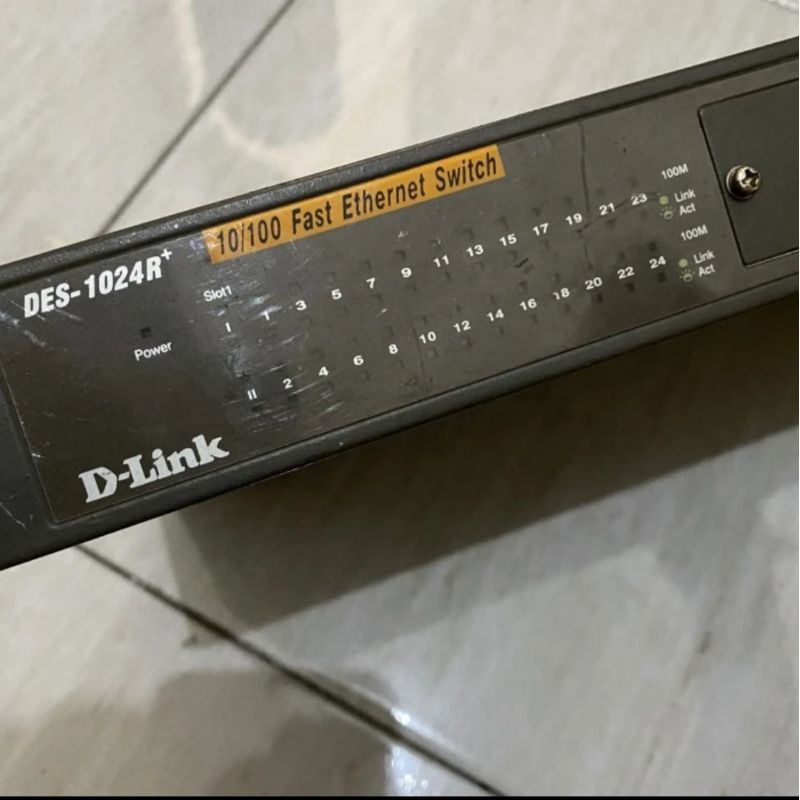 10/100 Fast Ethernet Switch
DES-1024R+
Slot1
100M
I 1 3 5 7 9 11 13 15 17 19 21 23
Link
Act
Power
100M
II 2 4 6 8 10 12 14 16 18 20 22 24
Link
Act
D-Link